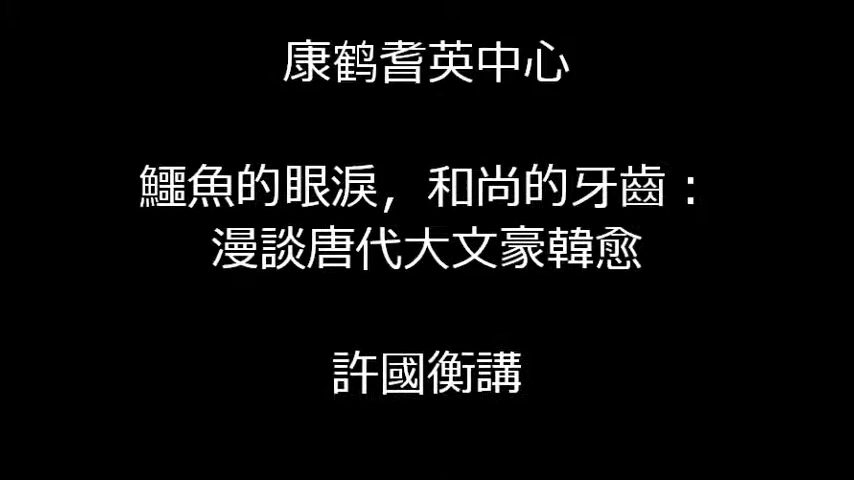 康鹤耆英中心
鱷魚的眼淚，和尚的牙齒：
漫談唐代大文豪韓愈
許國衡講